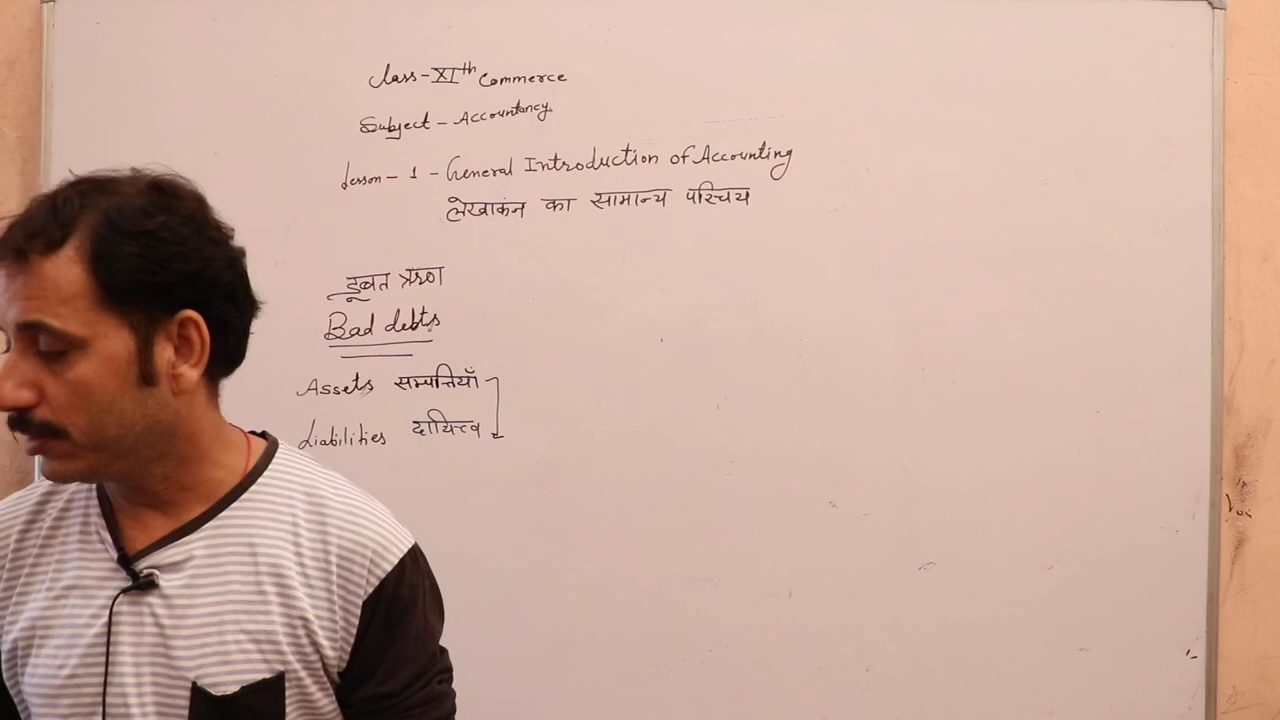 Class - XIth Commerce
Subject - Accountancy
Lesson - 1 - General Introduction of Accounting
लेखाकंन का सामान्य परिचय
डूबत ऋण
Bad debts
Assets सम्पत्तियाँ
Liabilities दायित्व